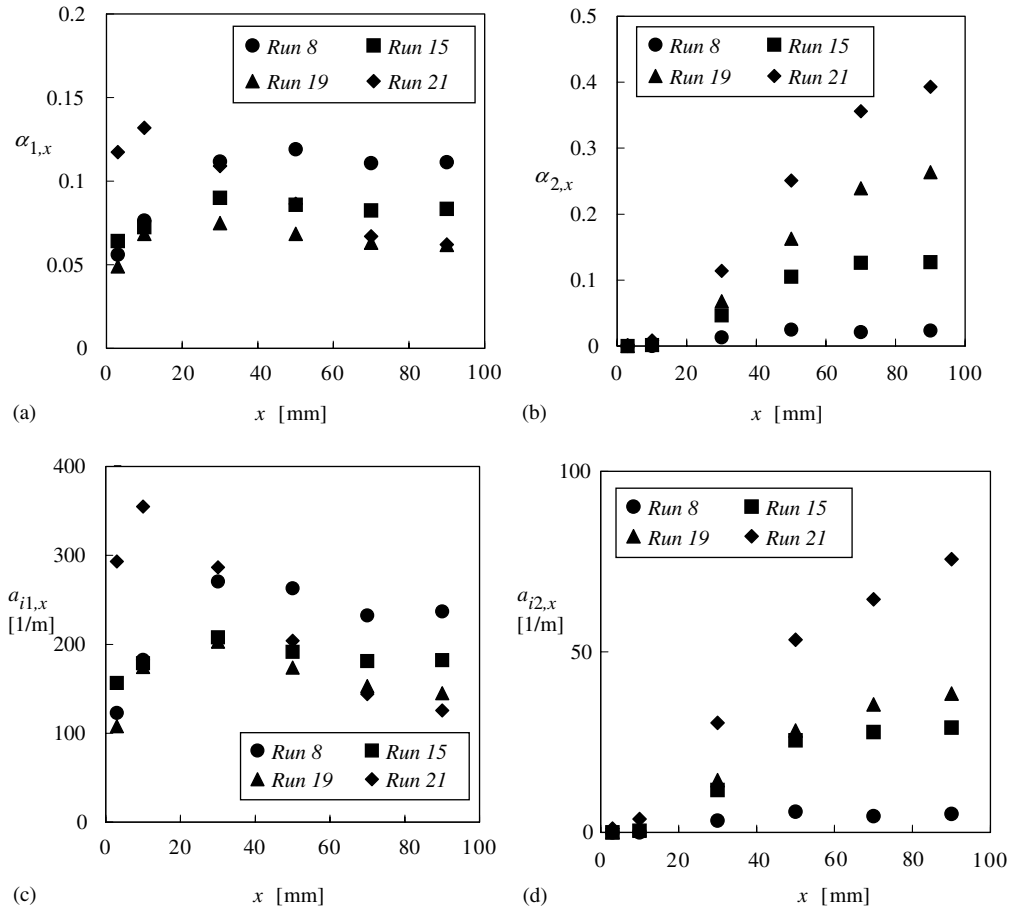 0.2
0.15
0.1
0.05
0
α1,x
Run 8 Run 15
Run 19 Run 21
0 20 40 60 80 100
(a) x [mm]
0.5
0.4
0.3
0.2
0.1
0
α2,x
Run 8 Run 15
Run 19 Run 21
0 20 40 60 80 100
(b) x [mm]
400
300
200
100
0
ai1,x
[1/m]
Run 8 Run 15
Run 19 Run 21
0 20 40 60 80 100
(c) x [mm]
100
50
0
ai2,x
[1/m]
Run 8 Run 15
Run 19 Run 21
0 20 40 60 80 100
(d) x [mm]